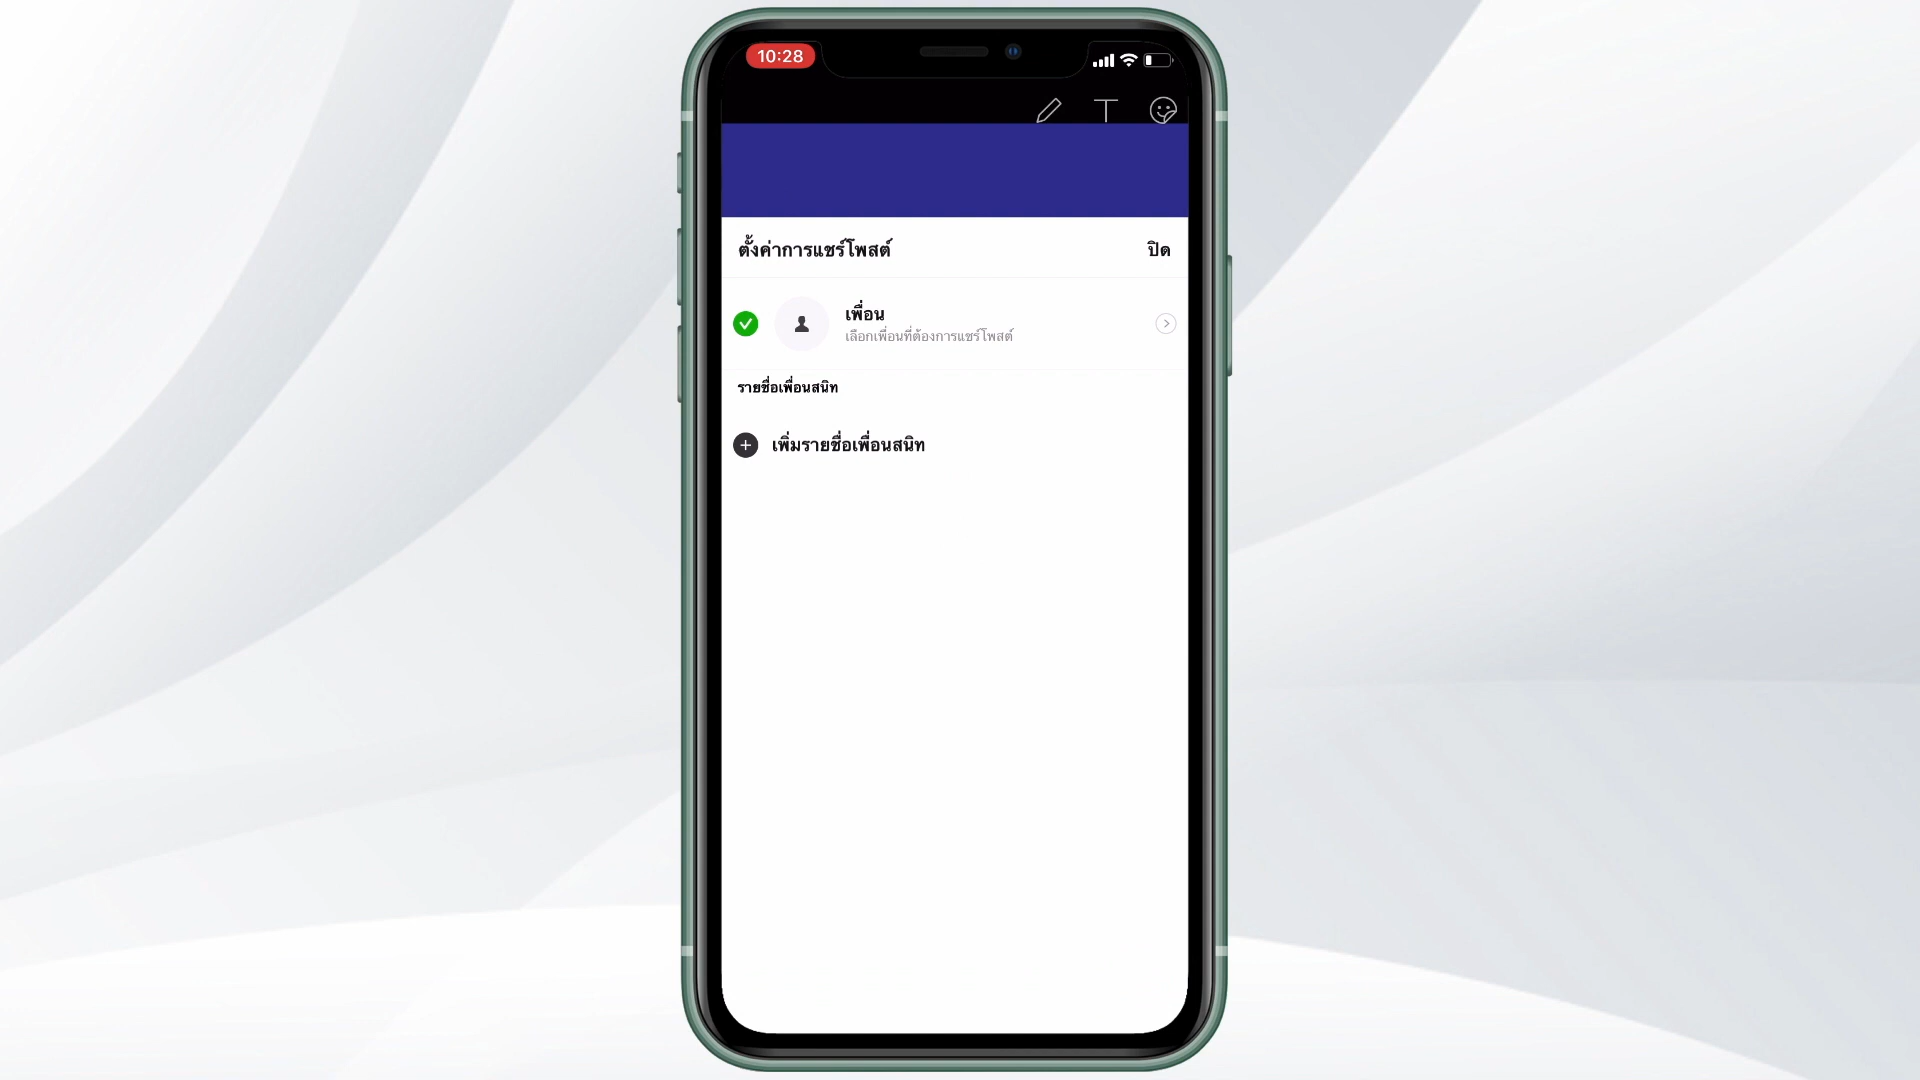 10:28
ตั้งค่าการแชร์โพสต์
ปิด
เพื่อน
เลือกเพื่อนที่ต้องการแชร์โพสต์
รายชื่อเพื่อนสนิท
เพิ่มรายชื่อเพื่อนสนิท